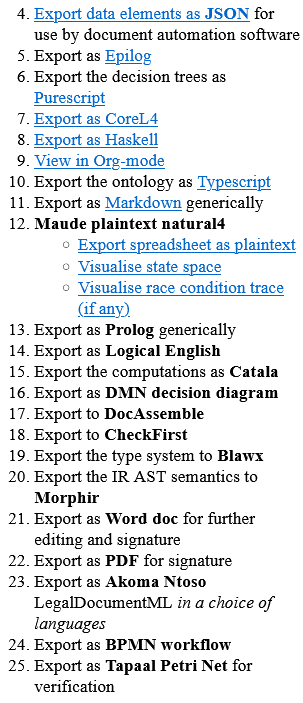 4. Export data elements as JSON for
use by document automation software
5. Export as Epilog
6. Export the decision trees as
Purescript
7. Export as CoreL4
8. Export as Haskell
9. View in Org-mode
10. Export the ontology as Typescript
11. Export as Markdown generically
12. Maude plaintext natural4
○ Export spreadsheet as plaintext
○ Visualise state space
○ Visualise race condition trace
(if any)
13. Export as Prolog generically
14. Export as Logical English
15. Export the computations as Catala
16. Export as DMN decision diagram
17. Export to DocAssemble
18. Export to CheckFirst
19. Export the type system to Blawx
20. Export the IR AST semantics to
Morphir
21. Export as Word doc for further
editing and signature
22. Export as PDF for signature
23. Export as Akoma Ntoso
LegalDocumentML in a choice of
languages
24. Export as BPMN workflow
25. Export as Tapaal Petri Net for
verification